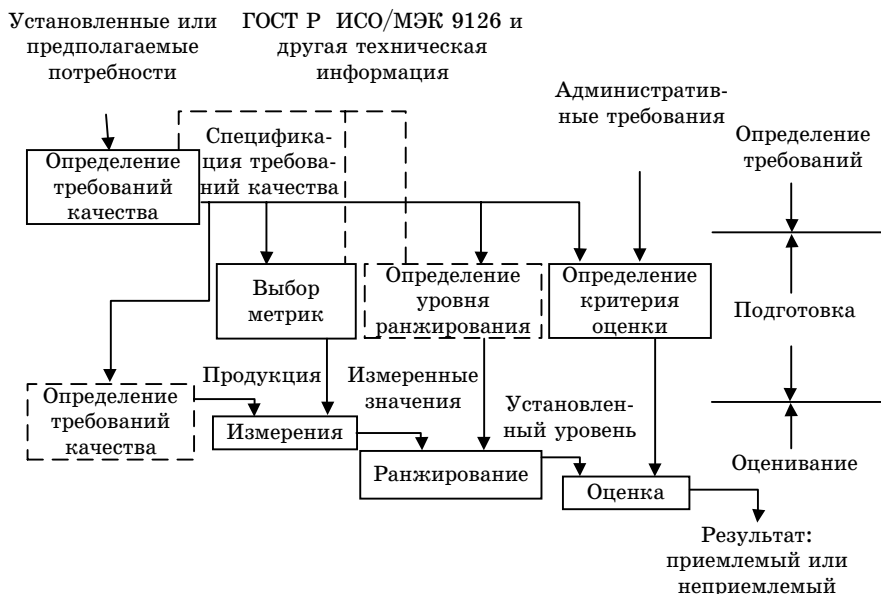 Установленные или
предполагаемые
потребности
ГОСТ Р ИСО/МЭК 9126 и
другая техническая
информация
Административ-
ные требования
Определение
требований
Специфика-
ция требова-
ний качества
Определение
требований
качества
Выбор
метрик
Определение
уровня
ранжирования
Определение
критерия
оценки
Подготовка
Продукция
Измеренные
значения
Определение
требований
качества
Установлен-
ный уровень
Измерения
Ранжирование
Оценивание
Оценка
Результат:
приемлемый или
неприемлемый